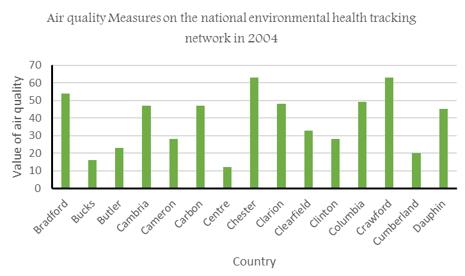 Air quality Measures on the national environmental health tracking
network in 2004
Value of air quality
70
60
50
40
30
20
10
0
Bradford
Bucks
Butler
Cambria
Cameron
Carbon
Centre
Chester
Clarion
Clearfield
Clinton
Columbia
Crawford
Cumberland
Dauphin
Country